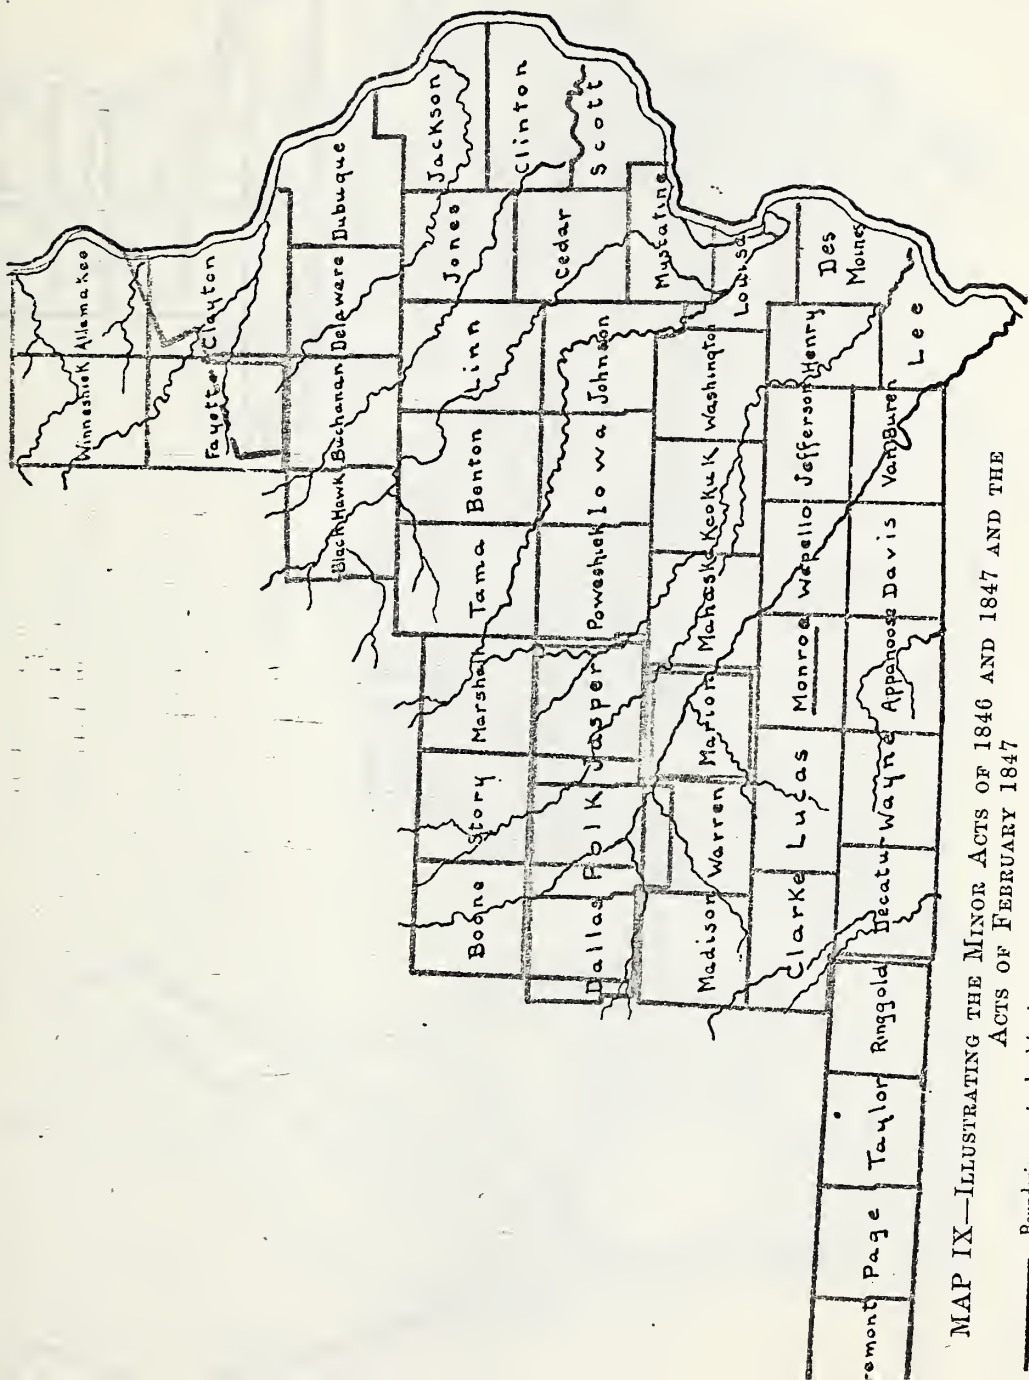 Winneshiek Allamakee
Fayette Clayton
Black Hawk Buchanan Delawere Dubuque
Jackson
Tama Benton Linn Jones Clinton
Scott
Marshall Poweshiek Iowa Johnson Cedar
Boone Story
Dallas Polk Jasper Mahaska Keokuk Washington Louisa Muscatine
Madison Warren Marion
Clarke Lucas Monroe Wapello Jefferson Henry Des
Moines
Fremont Page Taylor Ringgold Decatur Wayne Appanoose Davis VanBuren Lee
MAP IX—ILLUSTRATING THE MINOR ACTS OF 1846 AND 1847 AND THE
ACTS OF FEBRUARY 1847